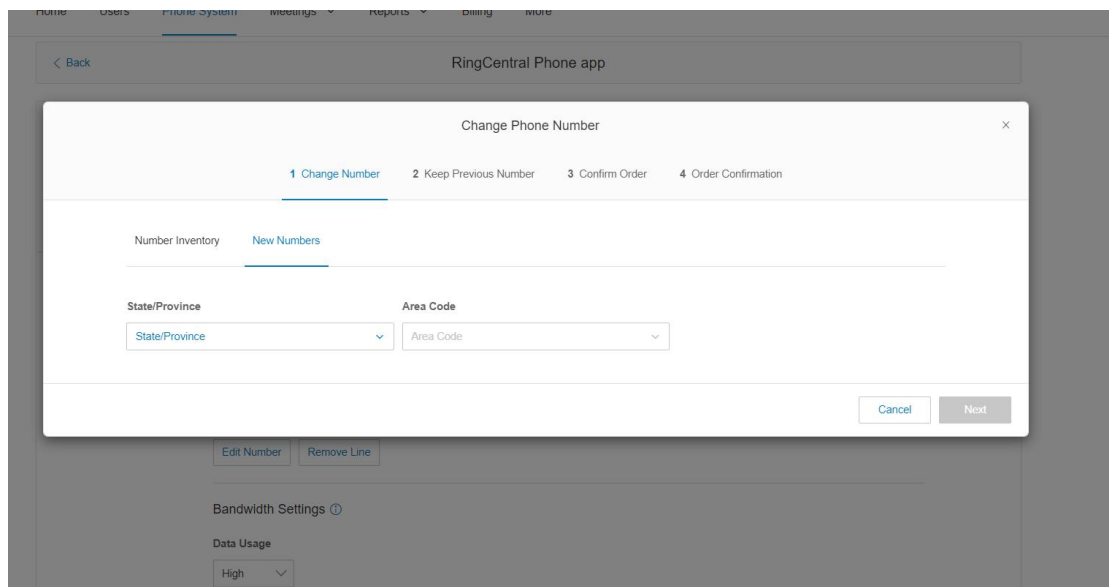 Home Users Phone System Meetings Reports Billing More
< Back RingCentral Phone app
Change Phone Number
1 Change Number 2 Keep Previous Number 3 Confirm Order 4 Order Confirmation
Number Inventory New Numbers
State/Province Area Code
State/Province Area Code
Cancel Next
Edit Number Remove Line
Bandwidth Settings
Data Usage
High